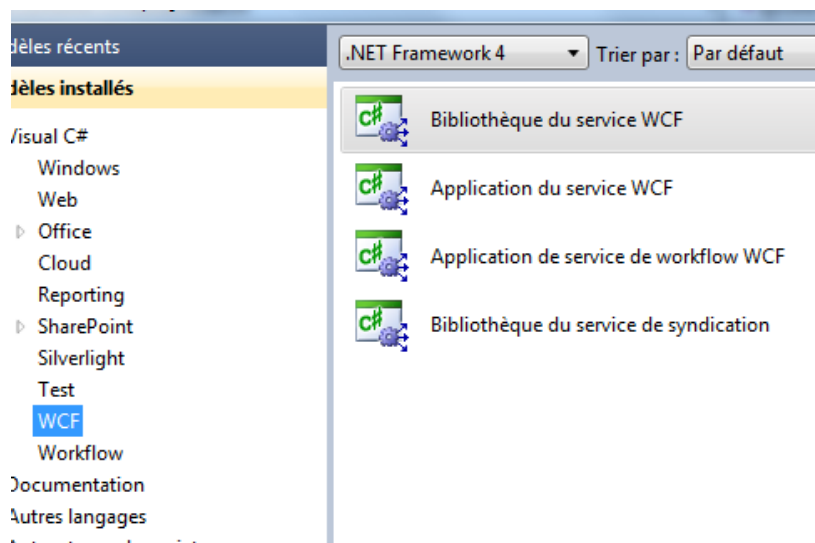 dèles récents
dèles installés
Visual C#
Windows
Web
Office
Cloud
Reporting
SharePoint
Silverlight
Test
WCF
Workflow
Documentation
Autres langages
.NET Framework 4
Trier par : Par défaut
C# Bibliothèque du service WCF
C# Application du service WCF
C# Application de service de workflow WCF
C# Bibliothèque du service de syndication